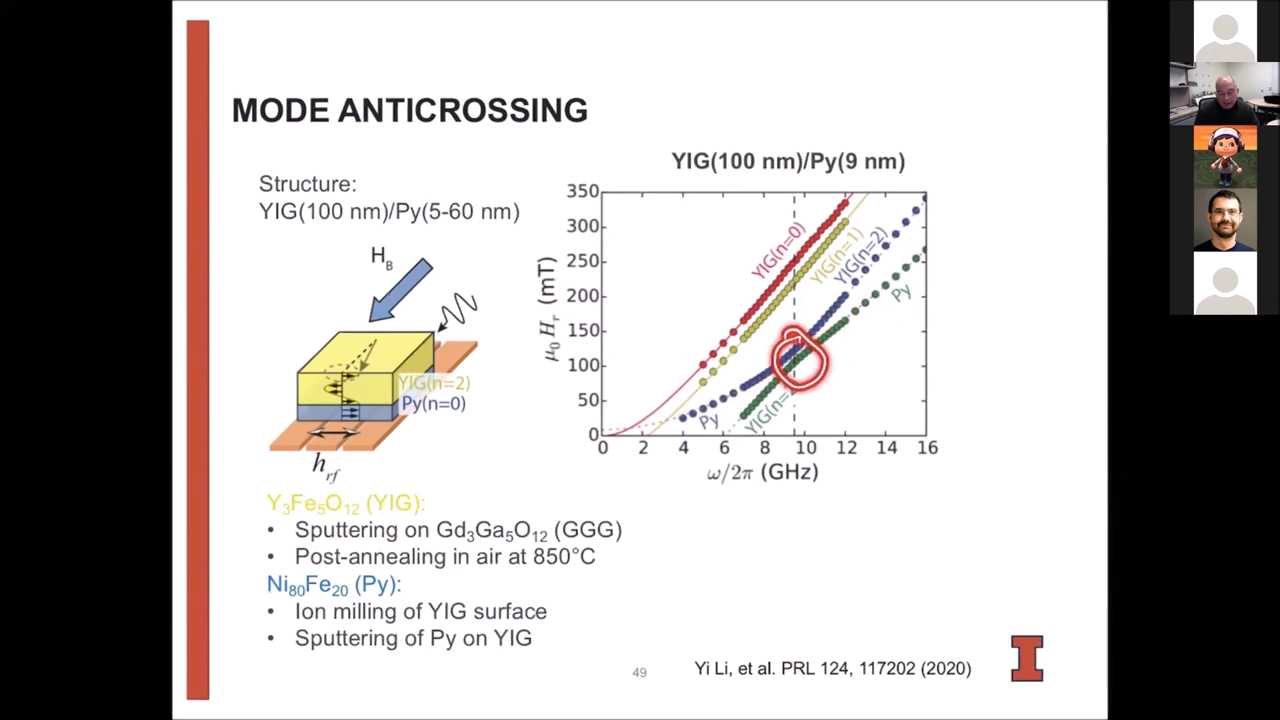 MODE ANTICROSSING
Structure:
YIG(100 nm)/Py(5-60 nm)
H_B
YIG(n=2)
Py(n=0)
h_rf
YIG(100 nm)/Py(9 nm)
350
300
250
200
150
100
50
0
μ₀ H_r (mT)
YIG(n=0)
YIG(n=1)
YIG(n=2)
Py
Py
0 2 4 6 8 10 12 14 16
ω/2π (GHz)
Y₃Fe₅O₁₂ (YIG):
• Sputtering on Gd₃Ga₅O₁₂ (GGG)
• Post-annealing in air at 850°C
Ni₈₀Fe₂₀ (Py):
• Ion milling of YIG surface
• Sputtering of Py on YIG
49
Yi Li, et al. PRL 124, 117202 (2020)
I